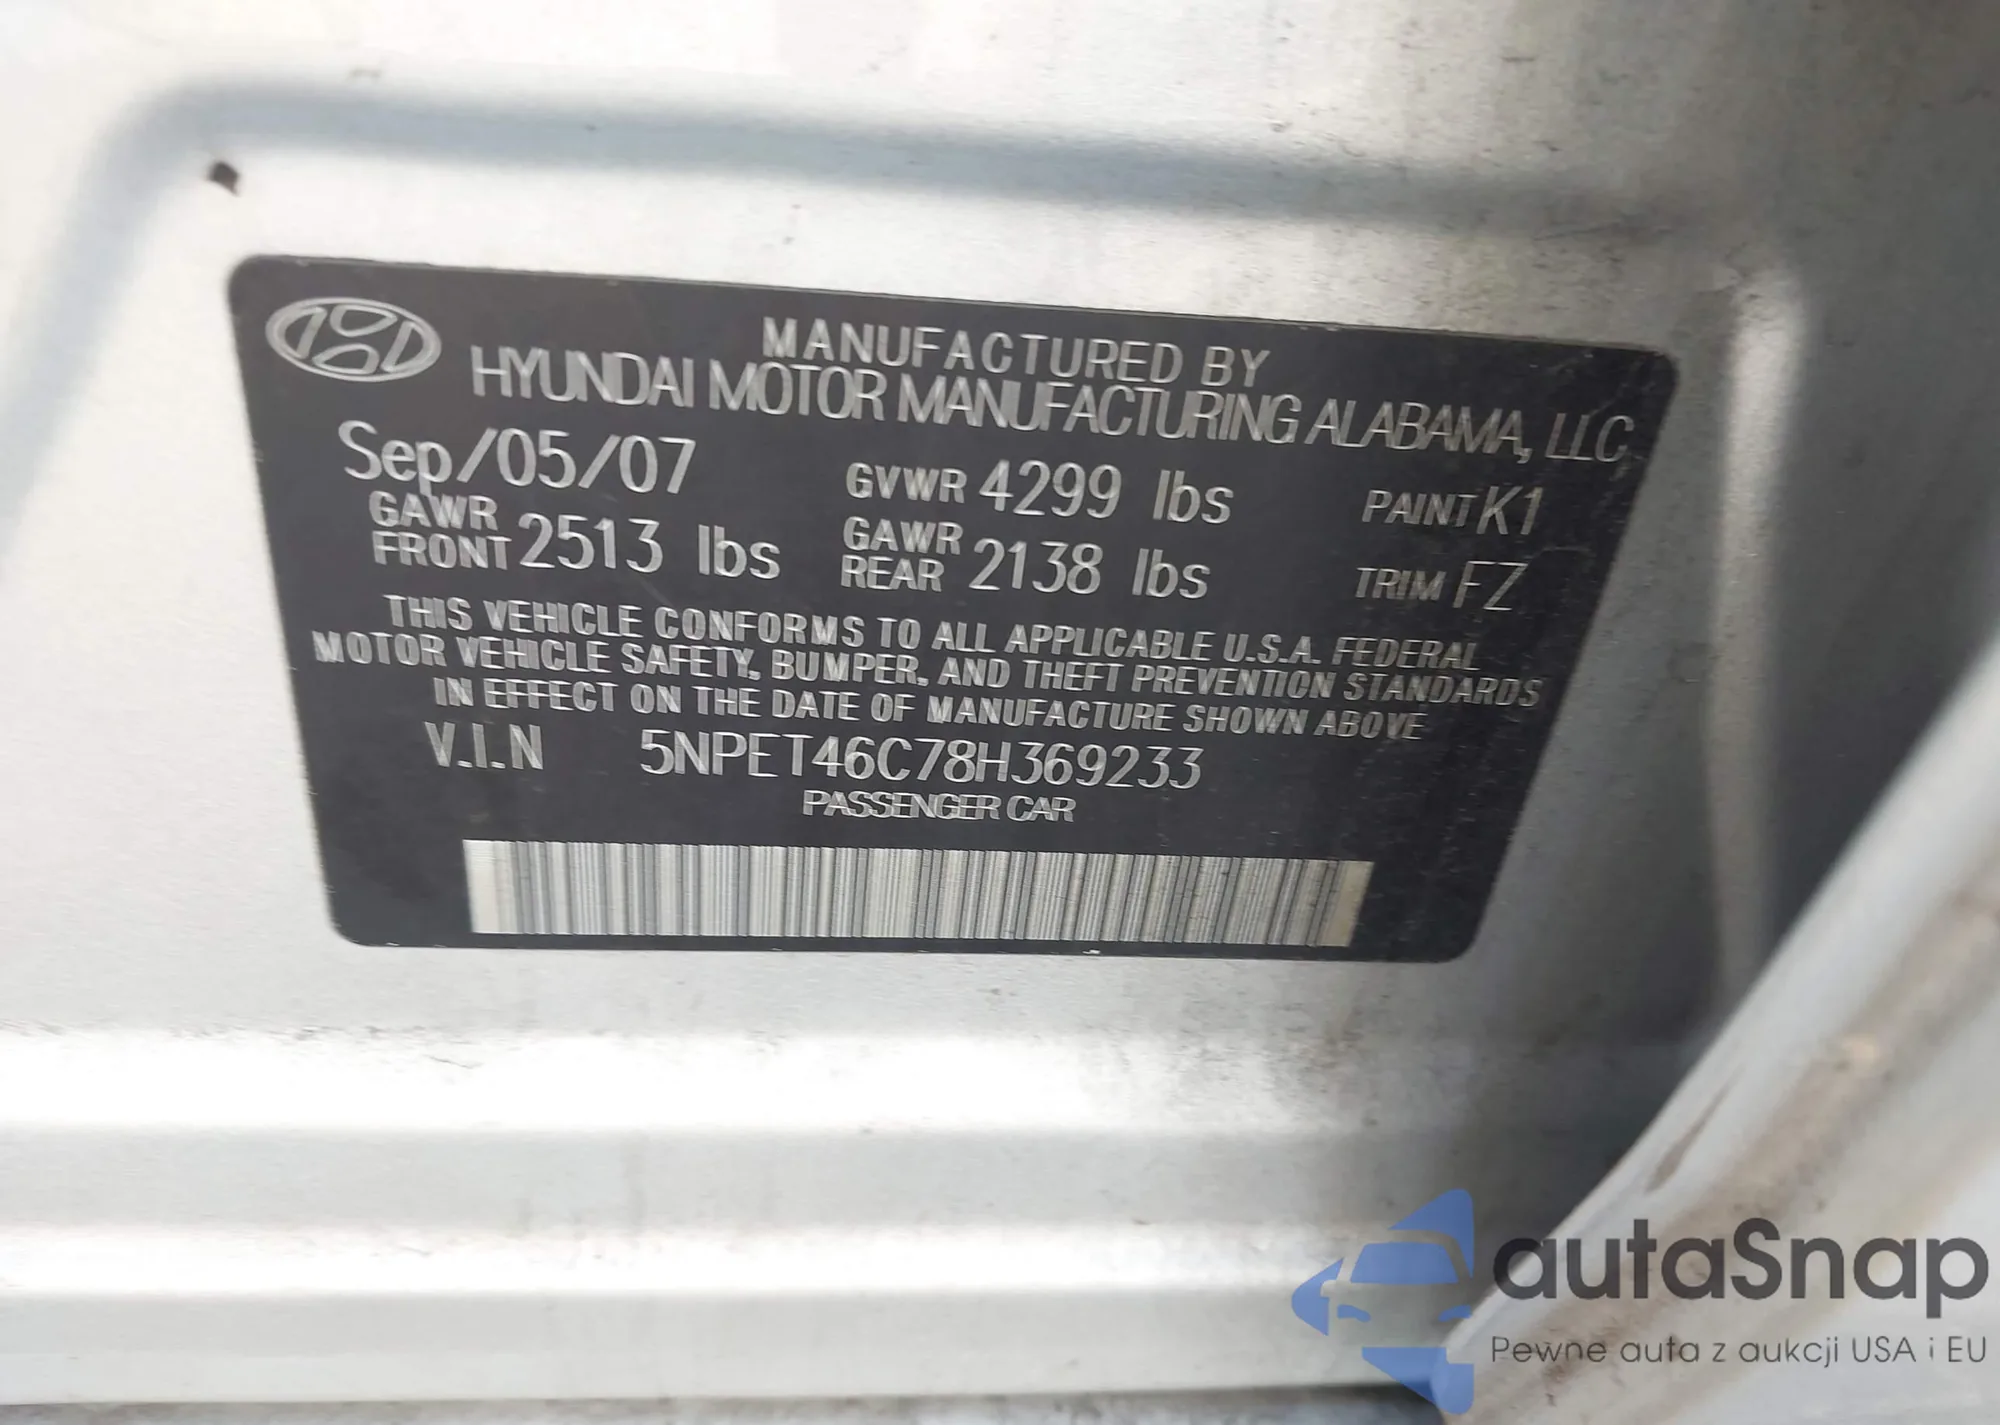 MANUFACTURED BY
HYUNDAI MOTOR MANUFACTURING ALABAMA, LLC
Sep/05/07 GVWR 4299 lbs PAINT K1
GAWR FRONT 2513 lbs GAWR REAR 2138 lbs TRIM FZ
THIS VEHICLE CONFORMS TO ALL APPLICABLE U.S.A. FEDERAL
MOTOR VEHICLE SAFETY, BUMPER, AND THEFT PREVENTION STANDARDS
IN EFFECT ON THE DATE OF MANUFACTURE SHOWN ABOVE
V.I.N 5NPET46C78H369233
PASSENGER CAR
autaSnap
Pewne auta z aukcji USA i EU